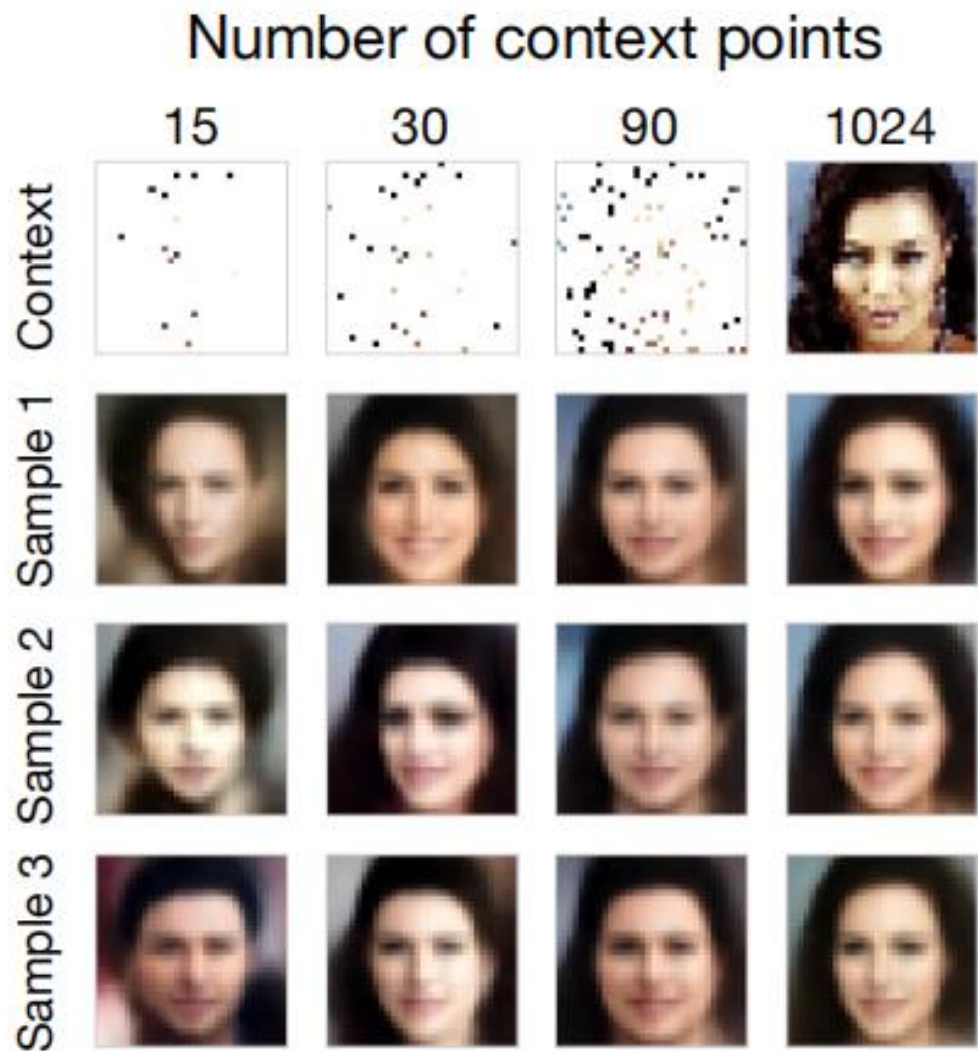 Number of context points
15 30 90 1024
Context
Sample 1
Sample 2
Sample 3